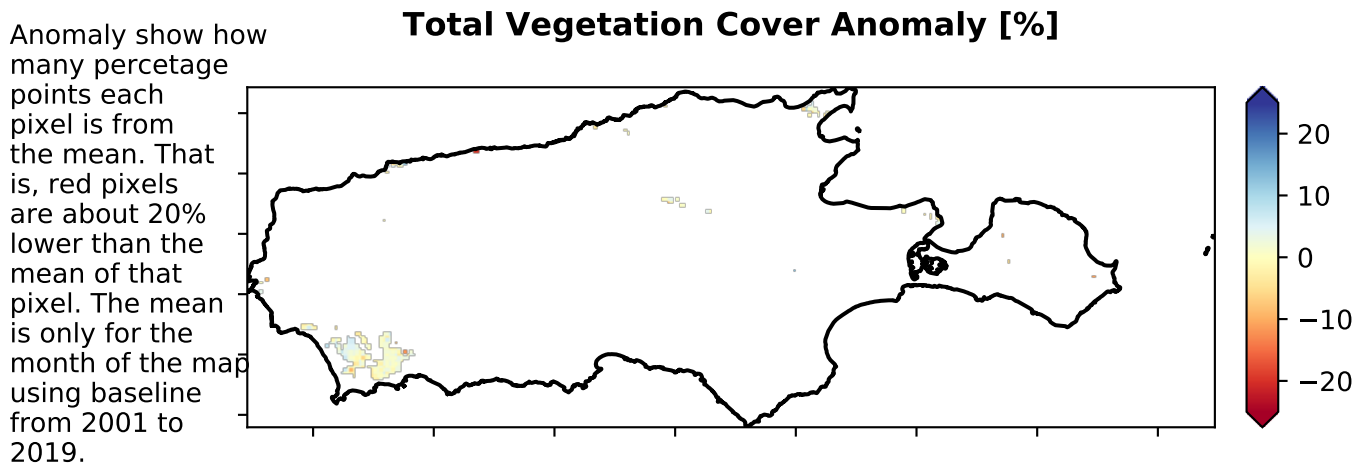 Total Vegetation Cover Anomaly [%]
Anomaly show how
many percetage
points each
pixel is from
the mean. That
is, red pixels
are about 20%
lower than the
mean of that
pixel. The mean
is only for the
month of the map
using baseline
from 2001 to
2019.
20
10
0
−10
−20